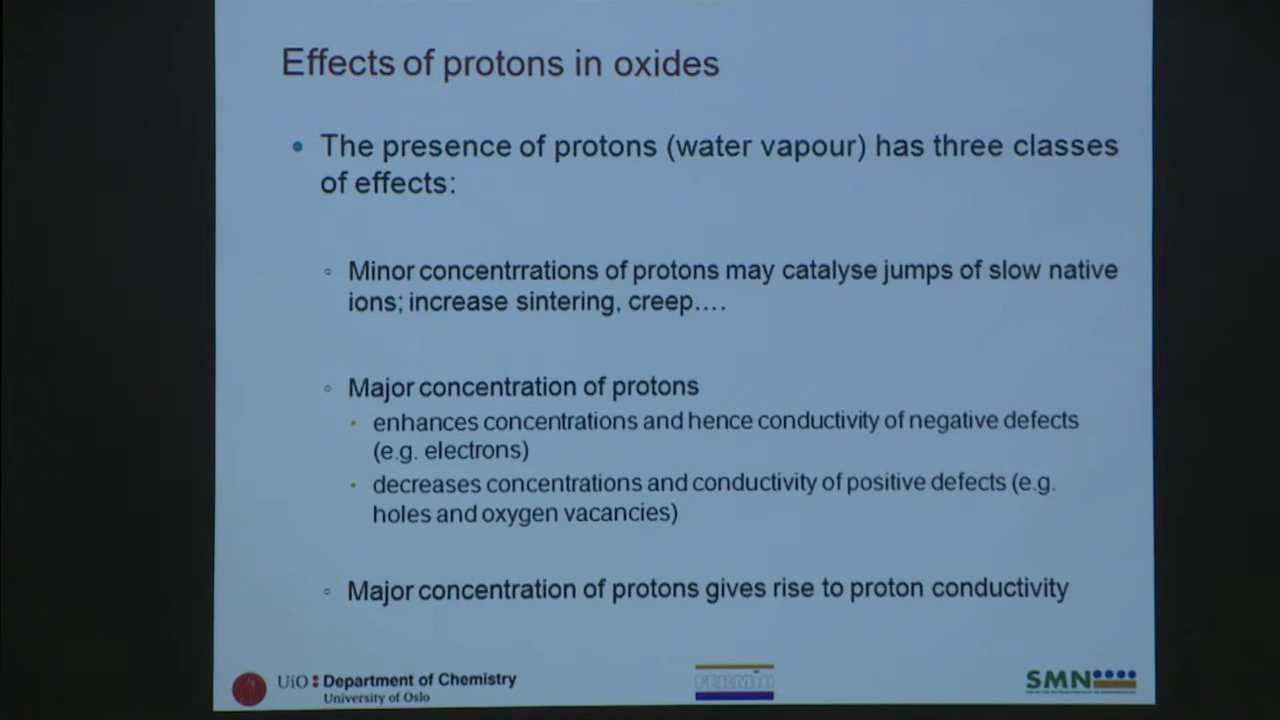 Effects of protons in oxides
• The presence of protons (water vapour) has three classes
of effects:
◦ Minor concentrrations of protons may catalyse jumps of slow native
ions; increase sintering, creep….
◦ Major concentration of protons
• enhances concentrations and hence conductivity of negative defects
(e.g. electrons)
• decreases concentrations and conductivity of positive defects (e.g.
holes and oxygen vacancies)
◦ Major concentration of protons gives rise to proton conductivity
UiO: Department of Chemistry
University of Oslo
FERMiO
SMN